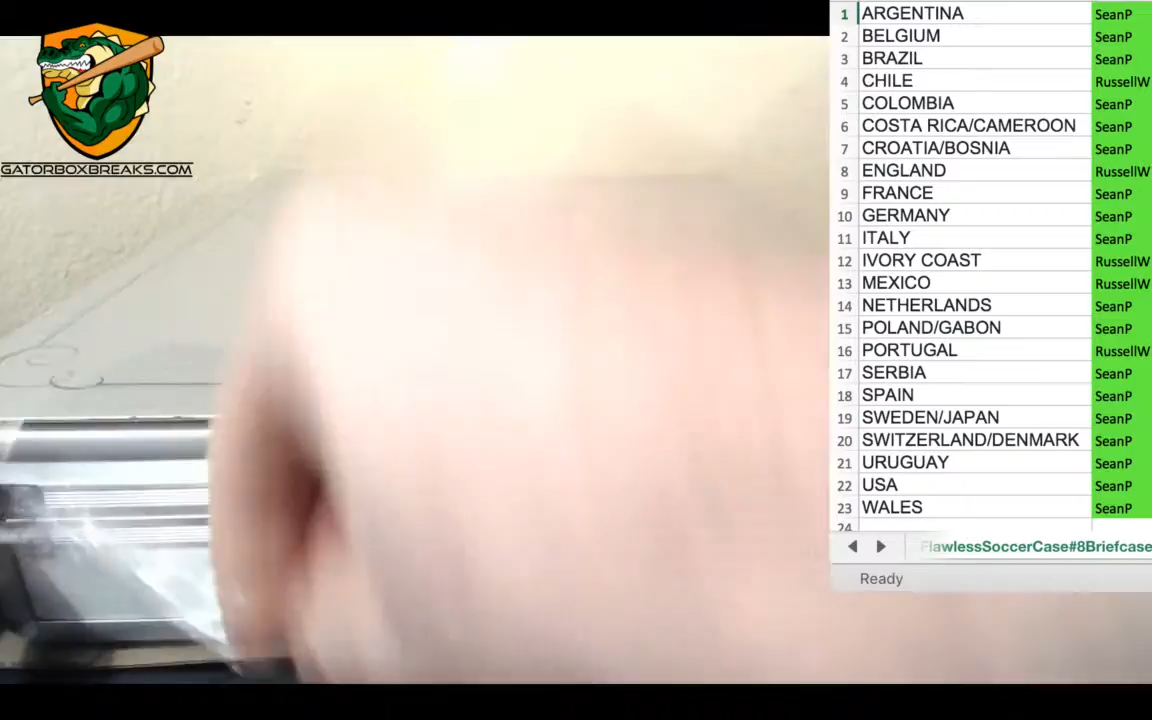 GATORBOXBREAKS.COM
1 ARGENTINA SeanP
2 BELGIUM SeanP
3 BRAZIL SeanP
4 CHILE RussellW
5 COLOMBIA SeanP
6 COSTA RICA/CAMEROON SeanP
7 CROATIA/BOSNIA SeanP
8 ENGLAND RussellW
9 FRANCE SeanP
10 GERMANY SeanP
11 ITALY SeanP
12 IVORY COAST RussellW
13 MEXICO RussellW
14 NETHERLANDS SeanP
15 POLAND/GABON SeanP
16 PORTUGAL RussellW
17 SERBIA SeanP
18 SPAIN SeanP
19 SWEDEN/JAPAN SeanP
20 SWITZERLAND/DENMARK SeanP
21 URUGUAY SeanP
22 USA SeanP
23 WALES SeanP
24
FlawlessSoccerCase#8Briefcase
Ready